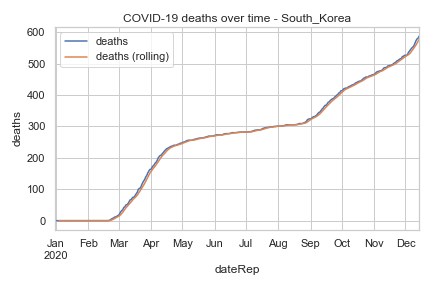 COVID-19 deaths over time - South_Korea
deaths
deaths (rolling)
600
500
400
300
200
100
0
deaths
Jan Feb Mar Apr May Jun Jul Aug Sep Oct Nov Dec
2020
dateRep